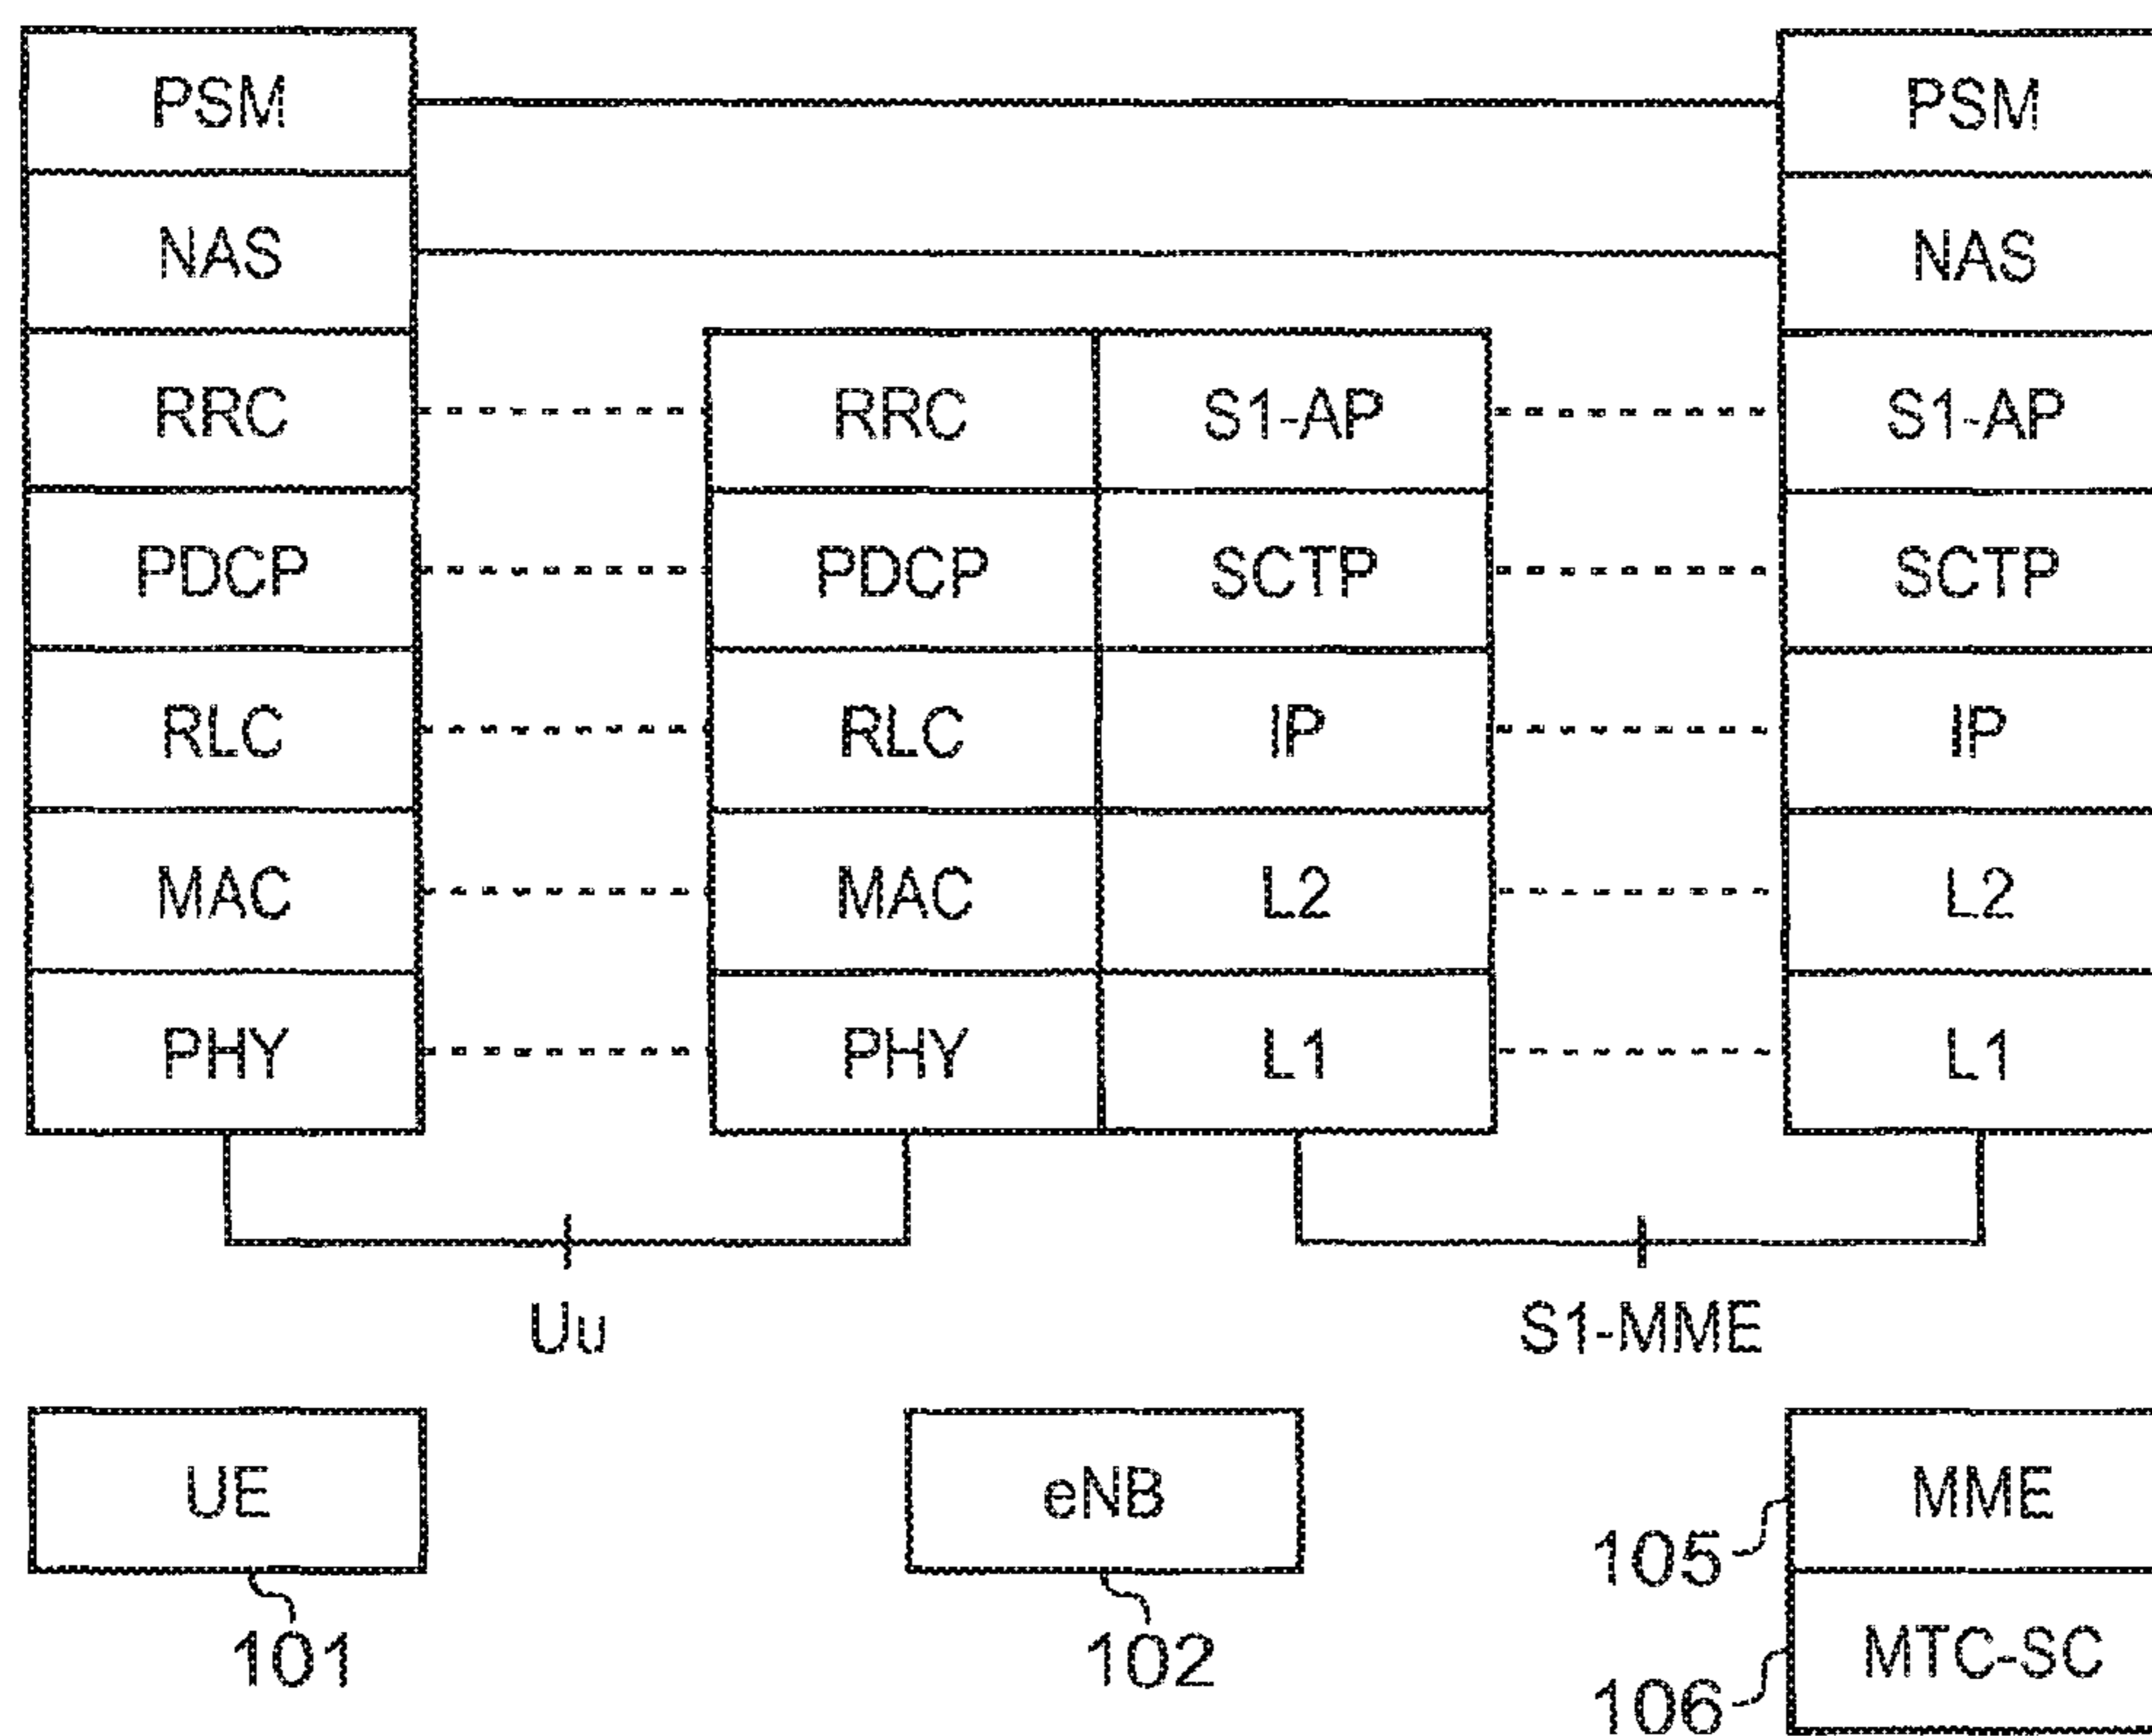 PSM PSM
NAS NAS
RRC RRC S1-AP S1-AP
PDCP PDCP SCTP SCTP
RLC RLC IP IP
MAC MAC L2 L2
PHY PHY L1 L1
Uu S1-MME
UE eNB MME
101 102 105
MTC-SC
106